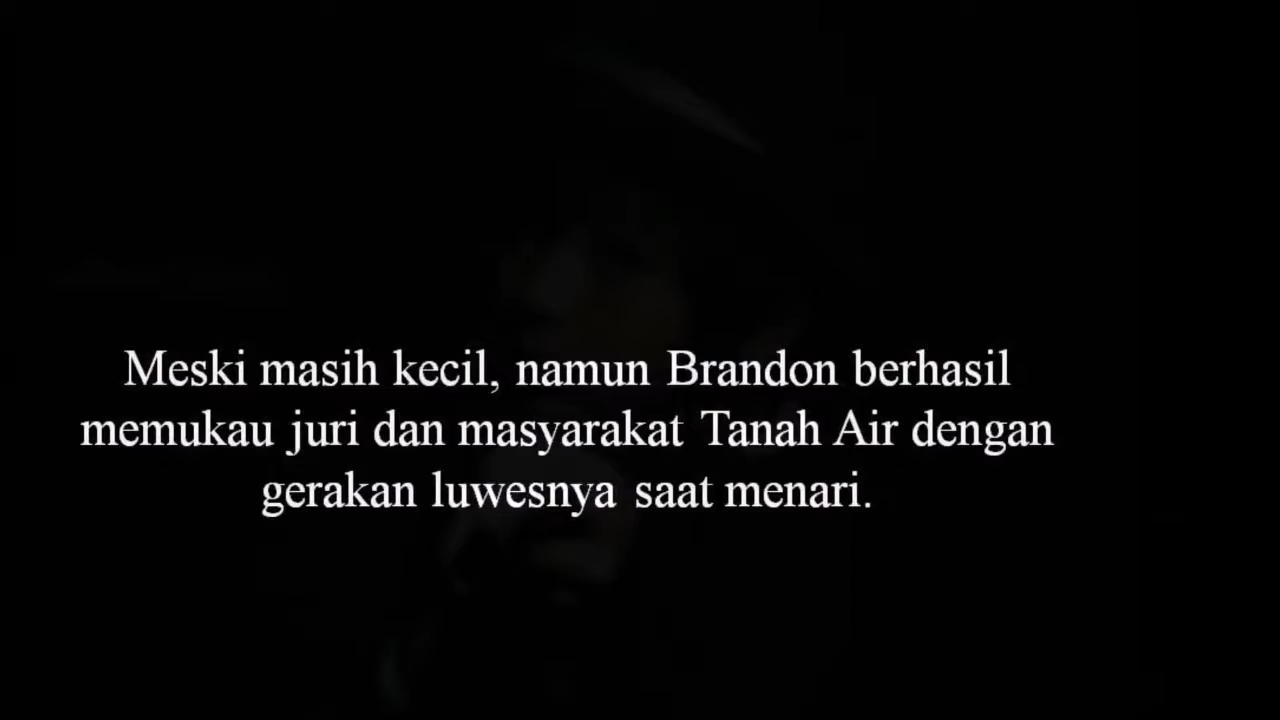 Meski masih kecil, namun Brandon berhasil
memukau juri dan masyarakat Tanah Air dengan
gerakan luwesnya saat menari.